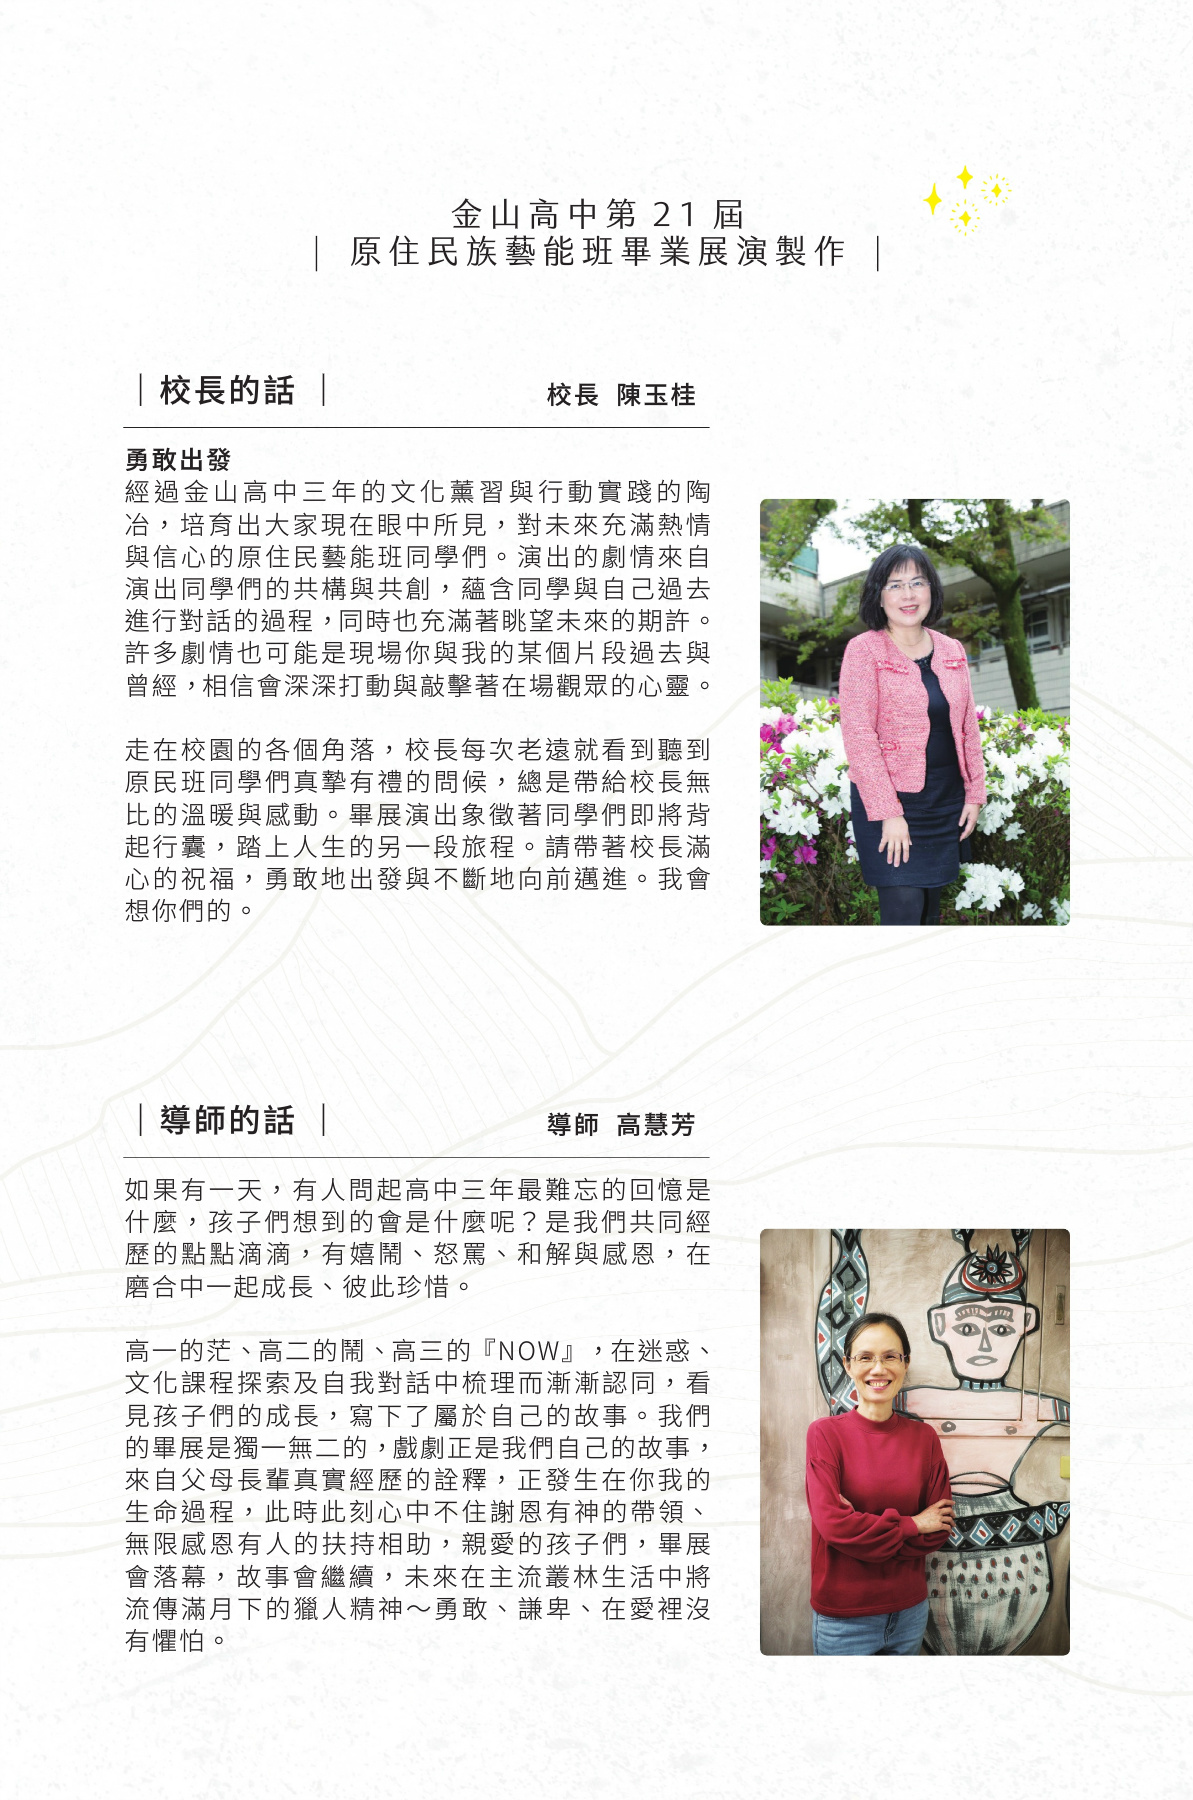 金山高中第 21 屆
｜ 原住民族藝能班畢業展演製作 ｜
｜校長的話 ｜
校長 陳玉桂
勇敢出發
經過金山高中三年的文化薰習與行動實踐的陶
冶，培育出大家現在眼中所見，對未來充滿熱情
與信心的原住民藝能班同學們。演出的劇情來自
演出同學們的共構與共創，蘊含同學與自己過去
進行對話的過程，同時也充滿著眺望未來的期許。
許多劇情也可能是現場你與我的某個片段過去與
曾經，相信會深深打動與敲擊著在場觀眾的心靈。
走在校園的各個角落，校長每次老遠就看到聽到
原民班同學們真摯有禮的問候，總是帶給校長無
比的溫暖與感動。畢展演出象徵著同學們即將背
起行囊，踏上人生的另一段旅程。請帶著校長滿
心的祝福，勇敢地出發與不斷地向前邁進。我會
想你們的。
｜導師的話 ｜
導師 高慧芳
如果有一天，有人問起高中三年最難忘的回憶是
什麼，孩子們想到的會是什麼呢？是我們共同經
歷的點點滴滴，有嬉鬧、怒罵、和解與感恩，在
磨合中一起成長、彼此珍惜。
高一的茫、高二的鬧、高三的『NOW』，在迷惑、
文化課程探索及自我對話中梳理而漸漸認同，看
見孩子們的成長，寫下了屬於自己的故事。我們
的畢展是獨一無二的，戲劇正是我們自己的故事，
來自父母長輩真實經歷的詮釋，正發生在你我的
生命過程，此時此刻心中不住謝恩有神的帶領、
無限感恩有人的扶持相助，親愛的孩子們，畢展
會落幕，故事會繼續，未來在主流叢林生活中將
流傳滿月下的獵人精神～勇敢、謙卑、在愛裡沒
有懼怕。